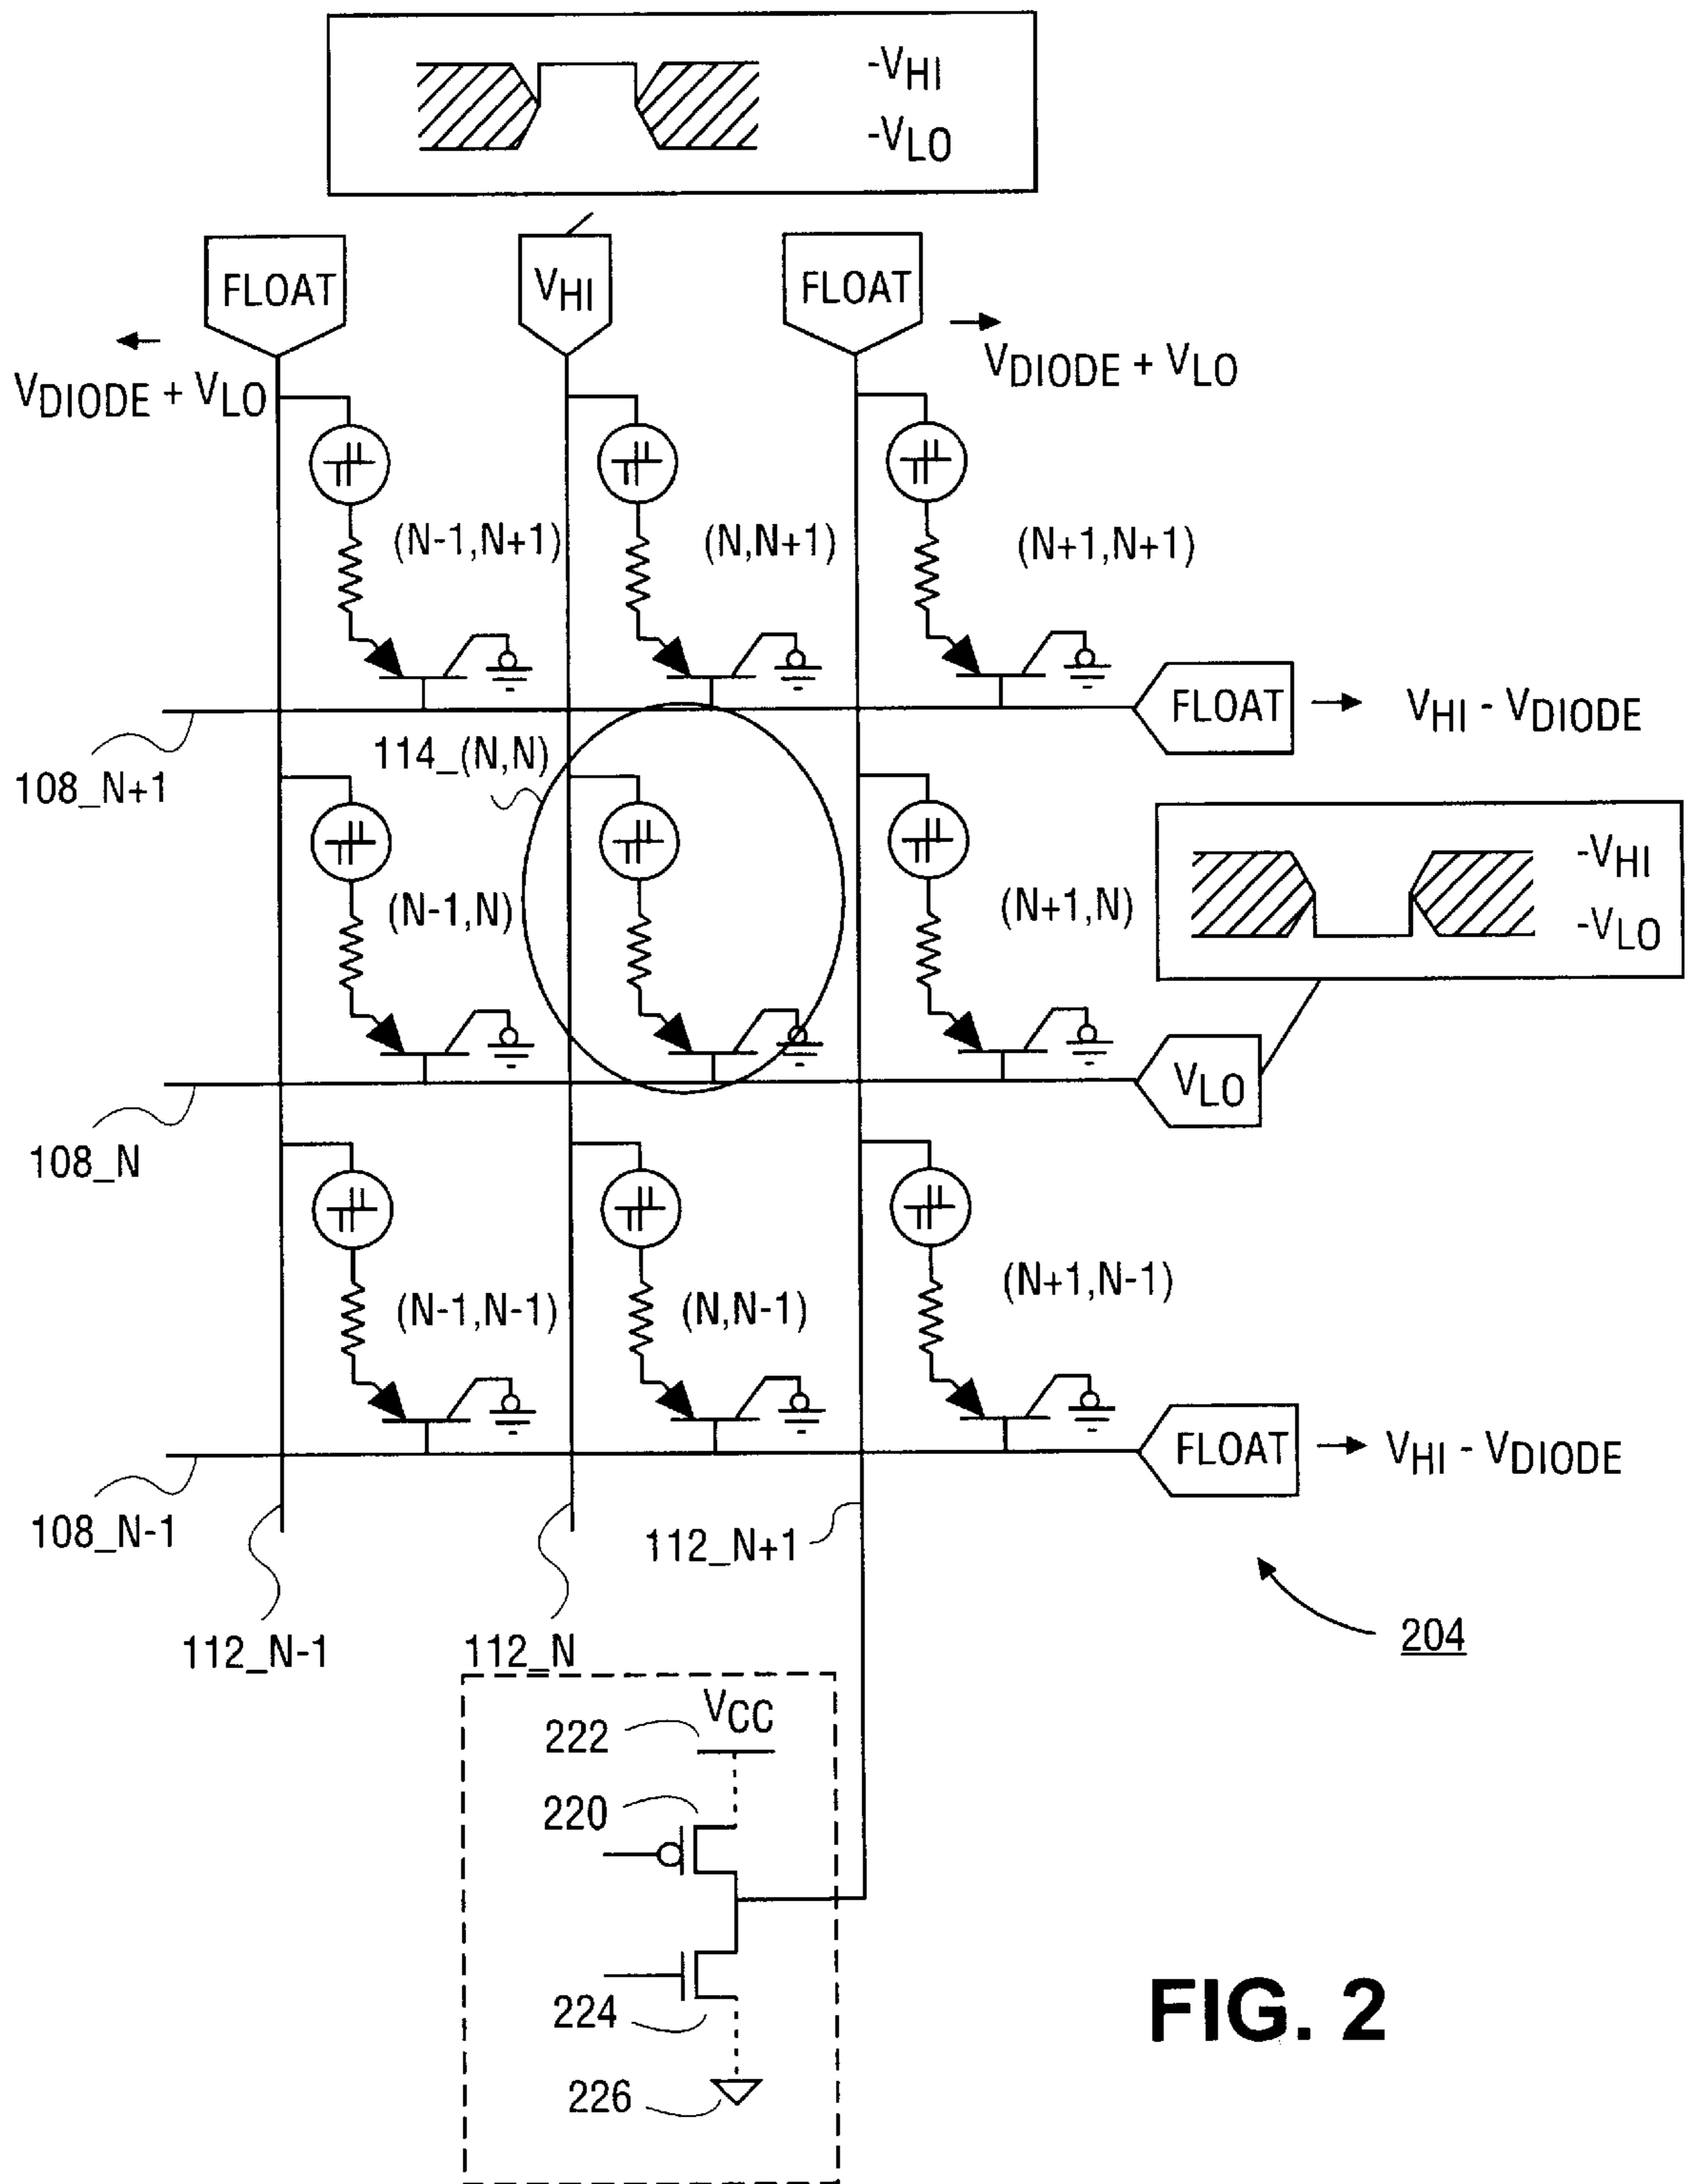 -VHI
-VLO
FLOAT
VHI
FLOAT
VDIODE + VLO
VDIODE + VLO
(N-1,N+1)
(N,N+1)
(N+1,N+1)
FLOAT
VHI - VDIODE
108_N+1
114_(N,N)
-VHI
-VLO
(N-1,N)
(N+1,N)
VLO
108_N
(N-1,N-1)
(N,N-1)
(N+1,N-1)
FLOAT
VHI - VDIODE
108_N-1
112_N+1
112_N-1
112_N
204
VCC
222
220
224
226
FIG. 2